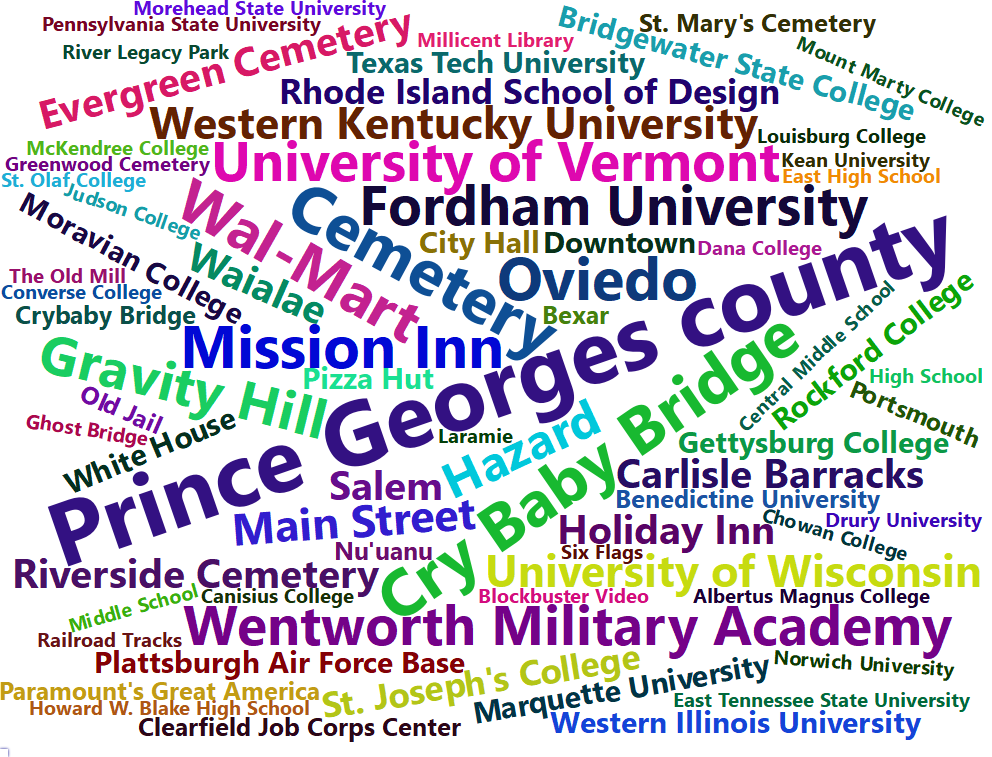 Morehead State University
Pennsylvania State University
St. Mary's Cemetery
Bridgewater State College
River Legacy Park
Millicent Library
Evergreen Cemetery
Texas Tech University
Mount Marty College
Rhode Island School of Design
Western Kentucky University
Louisburg College
McKendree College
University of Vermont
Kean University
Greenwood Cemetery
East High School
St. Olaf College
Judson College
Wal-Mart
Cemetery
Fordham University
Moravian College
City Hall
Downtown
Dana College
Waialae
The Old Mill
Oviedo
Converse College
Crybaby Bridge
Bexar
Prince Georges county
Mission Inn
Central Middle School
Rockford College
Gravity Hill
Pizza Hut
High School
Old Jail
Portsmouth
Ghost Bridge
Laramie
White House
Hazard
Cry Baby Bridge
Gettysburg College
Salem
Carlisle Barracks
Benedictine University
Main Street
Chowan College
Drury University
Holiday Inn
Nu'uanu
Six Flags
Riverside Cemetery
University of Wisconsin
Middle School
Canisius College
Blockbuster Video
Albertus Magnus College
Wentworth Military Academy
Railroad Tracks
Plattsburgh Air Force Base
St. Joseph's College
Norwich University
Paramount's Great America
Marquette University
Howard W. Blake High School
East Tennessee State University
Clearfield Job Corps Center
Western Illinois University